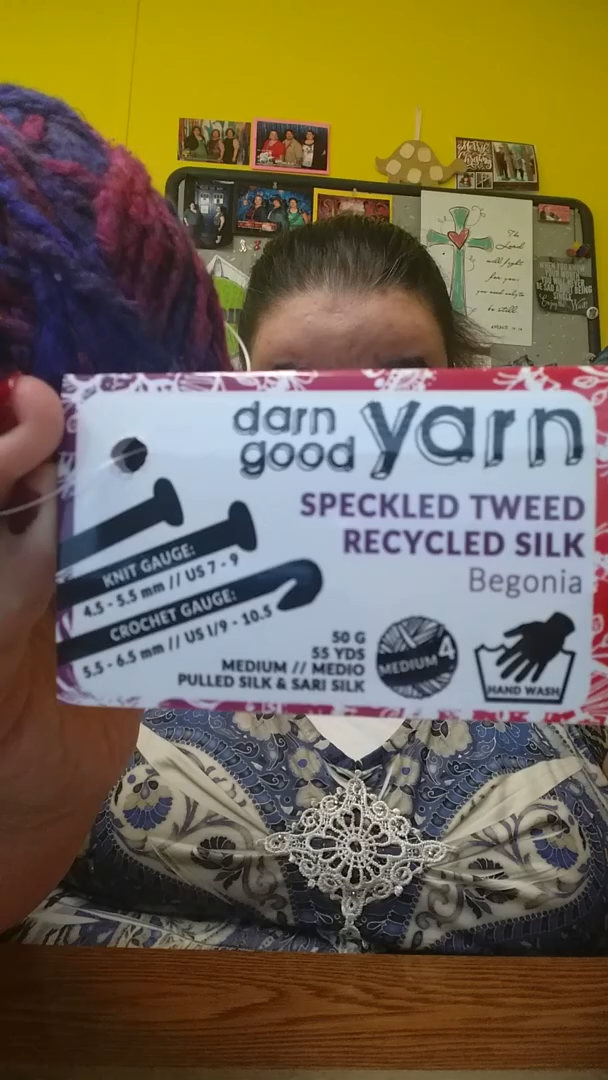 The
Lord
will fight
for you;
you need only to
be still
darn good yarn
SPECKLED TWEED
RECYCLED SILK
Begonia
KNIT GAUGE:
4.5 - 5.5 mm // US 7 - 9
CROCHET GAUGE:
5.5 - 6.5 mm // US I/9 - 10.5
50 G
55 YDS
MEDIUM // MEDIO
PULLED SILK & SARI SILK
MEDIUM 4
HAND WASH